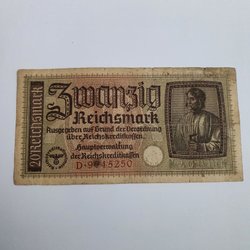 Zwanzig
Reichsmark
Ausgegeben auf Grund der Verordnung
über Reichskreditkassen.
Hauptverwaltung
der Reichskreditkassen
20 Reichsmark